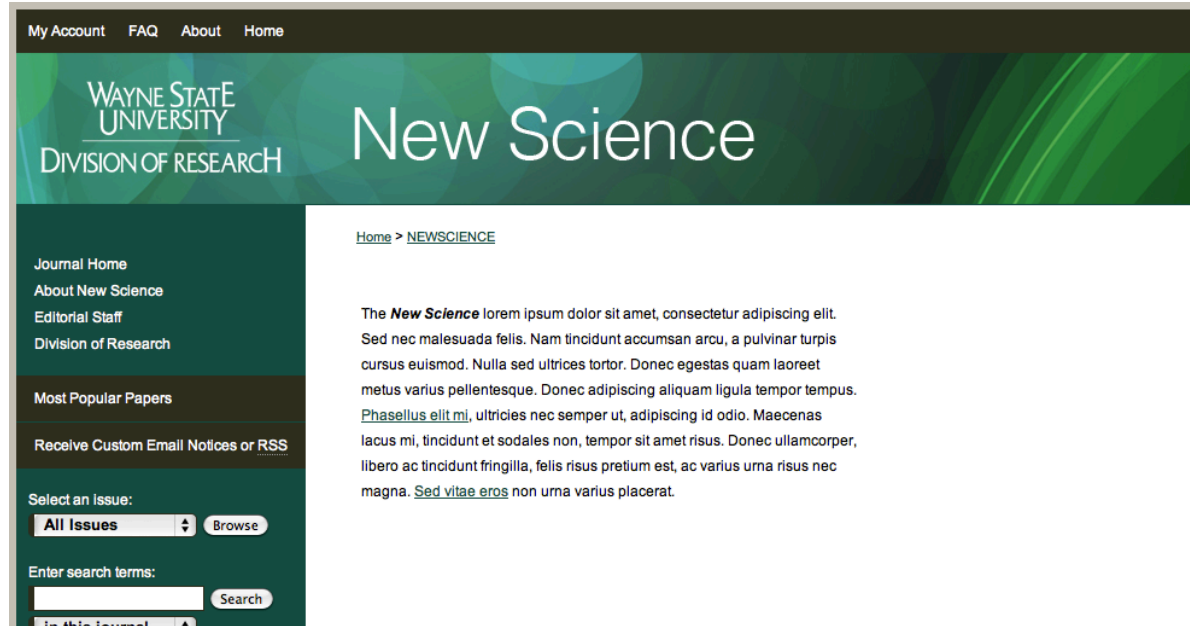 My Account FAQ About Home
WAYNE STATE
UNIVERSITY
DIVISION OF RESEARCH
New Science
Home > NEWSCIENCE
Journal Home
About New Science
Editorial Staff
Division of Research
Most Popular Papers
Receive Custom Email Notices or RSS
Select an issue:
All Issues Browse
Enter search terms:
Search
in this journal
The New Science lorem ipsum dolor sit amet, consectetur adipiscing elit.
Sed nec malesuada felis. Nam tincidunt accumsan arcu, a pulvinar turpis
cursus euismod. Nulla sed ultrices tortor. Donec egestas quam laoreet
metus varius pellentesque. Donec adipiscing aliquam ligula tempor tempus.
Phasellus elit mi, ultricies nec semper ut, adipiscing id odio. Maecenas
lacus mi, tincidunt et sodales non, tempor sit amet risus. Donec ullamcorper,
libero ac tincidunt fringilla, felis risus pretium est, ac varius urna risus nec
magna. Sed vitae eros non urna varius placerat.